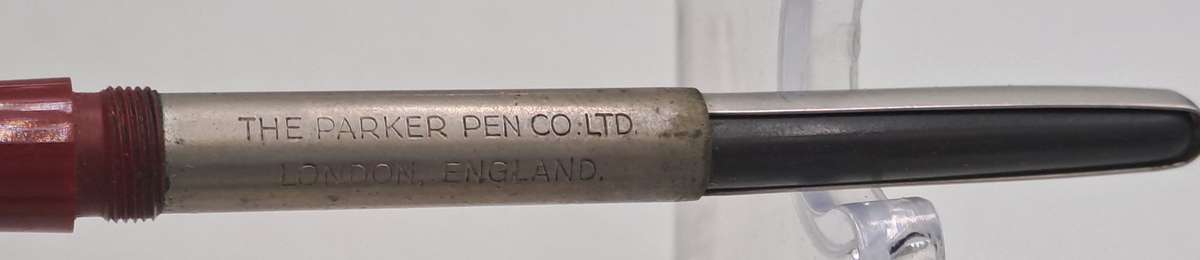 THE PARKER PEN CO:LTD.
LONDON, ENGLAND.